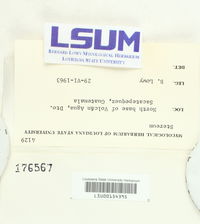 LSUM
BERNARD LOWY MYCOLOGICAL HERBARIUM
LOUISIANA STATE UNIVERSITY
MYCOLOGICAL HERBARIUM OF LOUISIANA STATE UNIVERSITY
4129
Stereum
LOC. North base of Volcán Agua, Dto.
Sacatepequez, Guatemala
LEG. B. Lowy 29-VI-1963
DET.
176567
Louisiana State University Herbarium